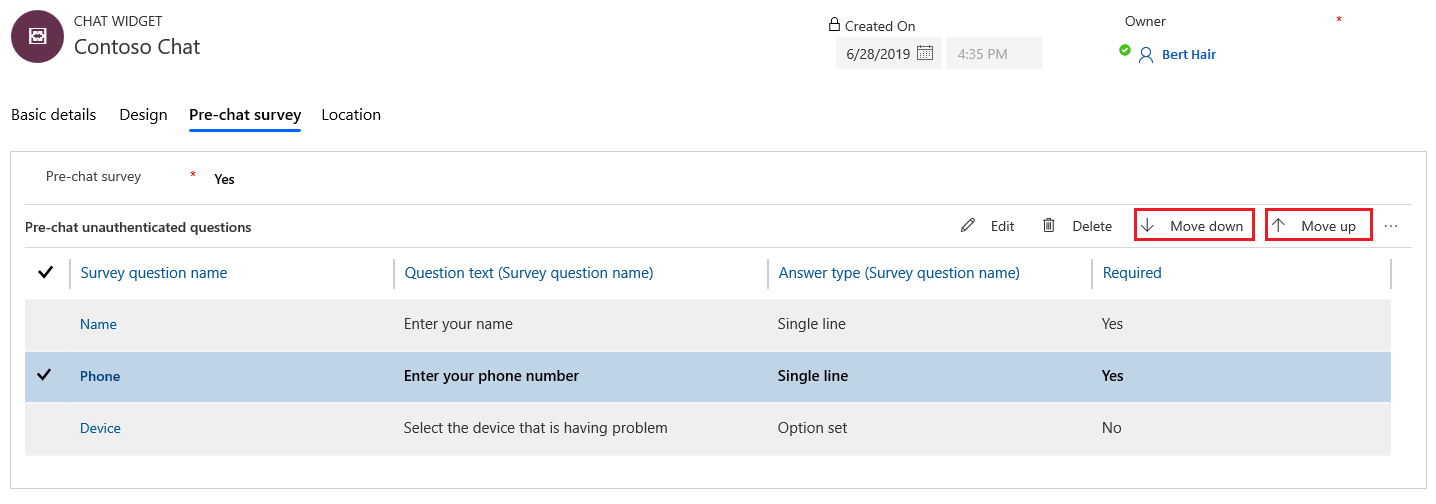 CHAT WIDGET
Contoso Chat
Created On
6/28/2019 4:35 PM
Owner *
Bert Hair
Basic details Design Pre-chat survey Location
Pre-chat survey * Yes
Pre-chat unauthenticated questions Edit Delete Move down Move up ...
Survey question name Question text (Survey question name) Answer type (Survey question name) Required
Name Enter your name Single line Yes
Phone Enter your phone number Single line Yes
Device Select the device that is having problem Option set No